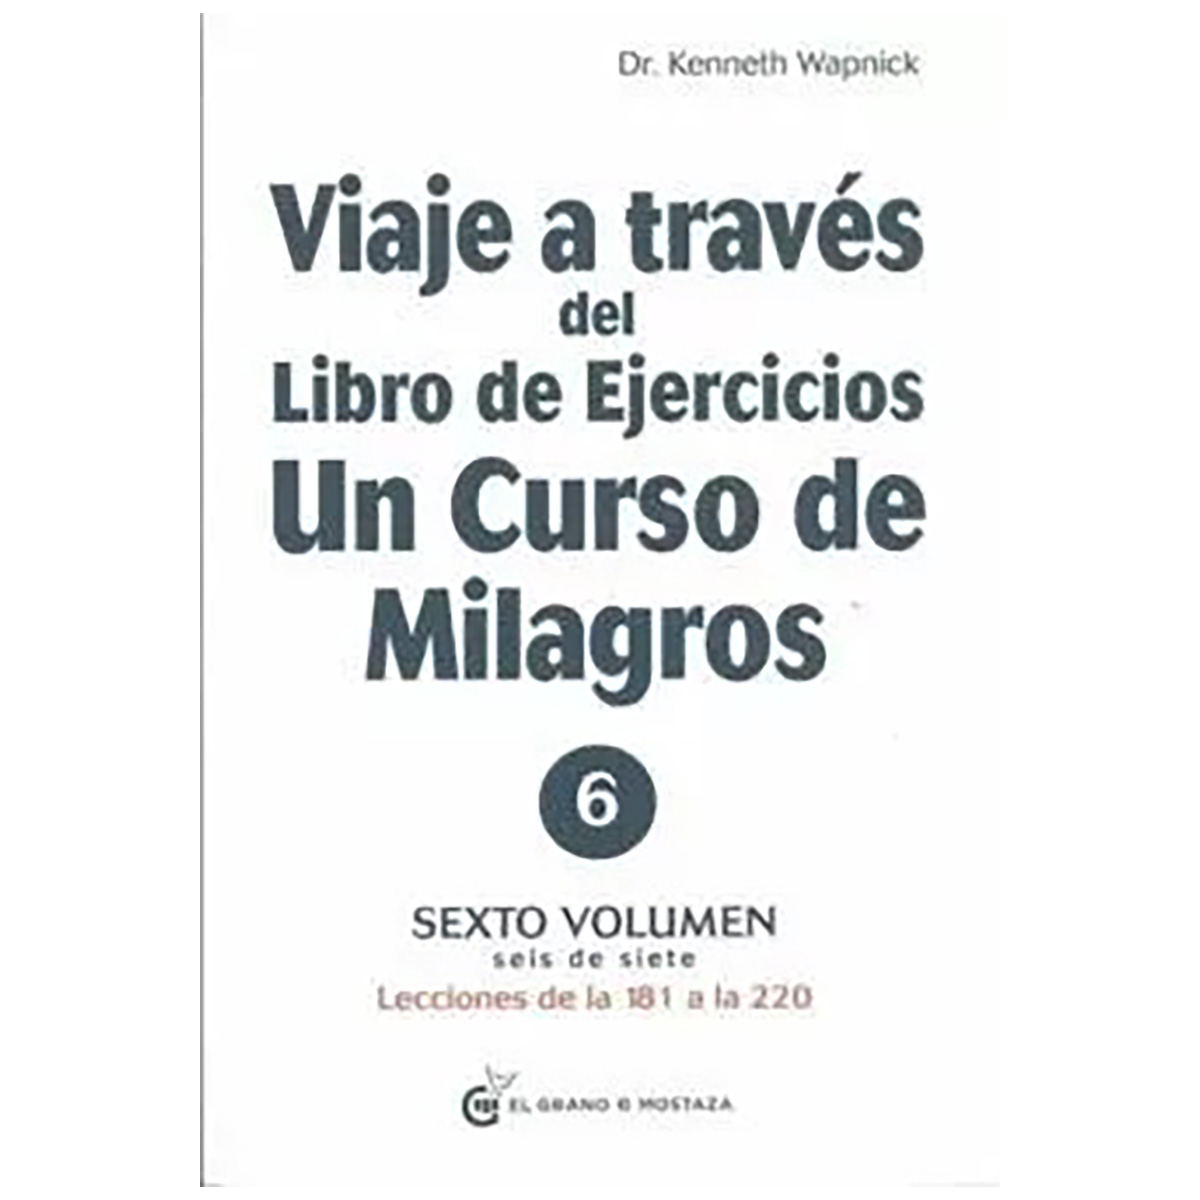 Dr. Kenneth Wapnick
Viaje a través
del
Libro de Ejercicios
Un Curso de
Milagros
6
SEXTO VOLUMEN
seis de siete
Lecciones de la 181 a la 220
EL GRANO D MOSTAZA